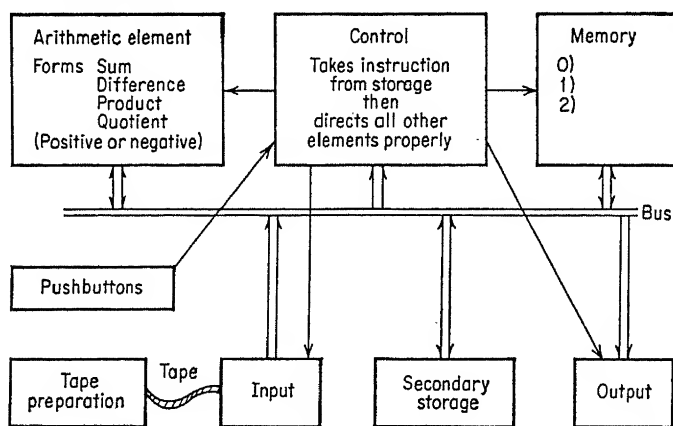 Arithmetic element
Forms Sum
Difference
Product
Quotient
(Positive or negative)
Control
Takes instruction
from storage
then
directs all other
elements properly
Memory
0)
1)
2)
Bus
Pushbuttons
Tape
preparation
Tape
Input
Secondary
storage
Output